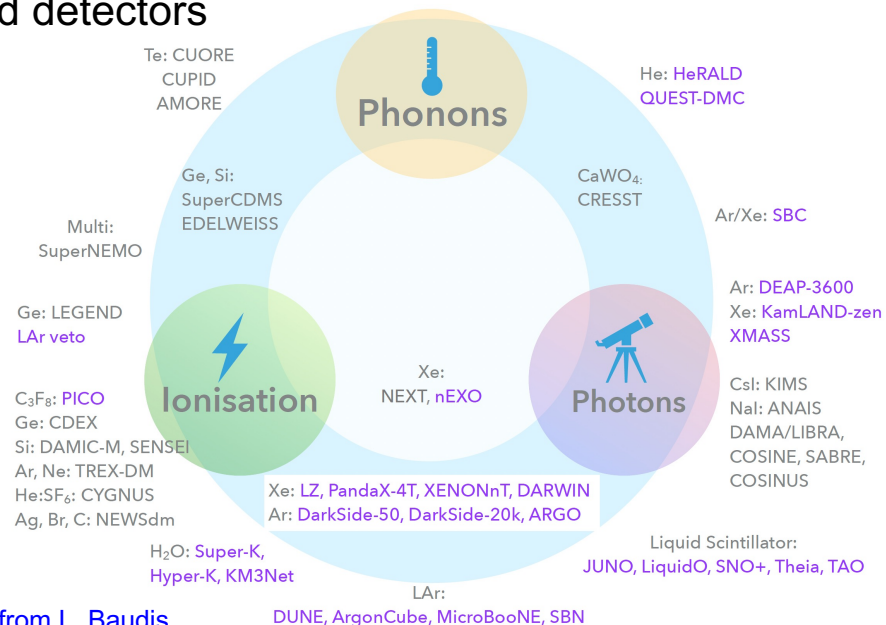 d detectors
Te: CUORE
CUPID
AMORE
Phonons
He: HeRALD
QUEST-DMC
Ge, Si:
SuperCDMS
EDELWEISS
CaWO₄:
CRESST
Multi:
SuperNEMO
Ar/Xe: SBC
Ge: LEGEND
LAr veto
Ar: DEAP-3600
Xe: KamLAND-zen
XMASS
Ionisation
Xe:
NEXT, nEXO
Photons
C₃F₈: PICO
Ge: CDEX
Si: DAMIC-M, SENSEI
Ar, Ne: TREX-DM
He:SF₆: CYGNUS
Ag, Br, C: NEWSdm
CsI: KIMS
NaI: ANAIS
DAMA/LIBRA,
COSINE, SABRE,
COSINUS
Xe: LZ, PandaX-4T, XENONnT, DARWIN
Ar: DarkSide-50, DarkSide-20k, ARGO
H₂O: Super-K,
Hyper-K, KM3Net
Liquid Scintillator:
JUNO, LiquidO, SNO+, Theia, TAO
LAr:
DUNE, ArgonCube, MicroBooNE, SBN
from L. Baudis